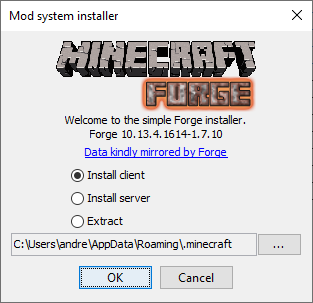 Mod system installer
MINECRAFT
FORGE
Welcome to the simple Forge installer.
Forge 10.13.4.1614-1.7.10
Data kindly mirrored by Forge
Install client
Install server
Extract
C:\Users\andre\AppData\Roaming\.minecraft
...
OK
Cancel